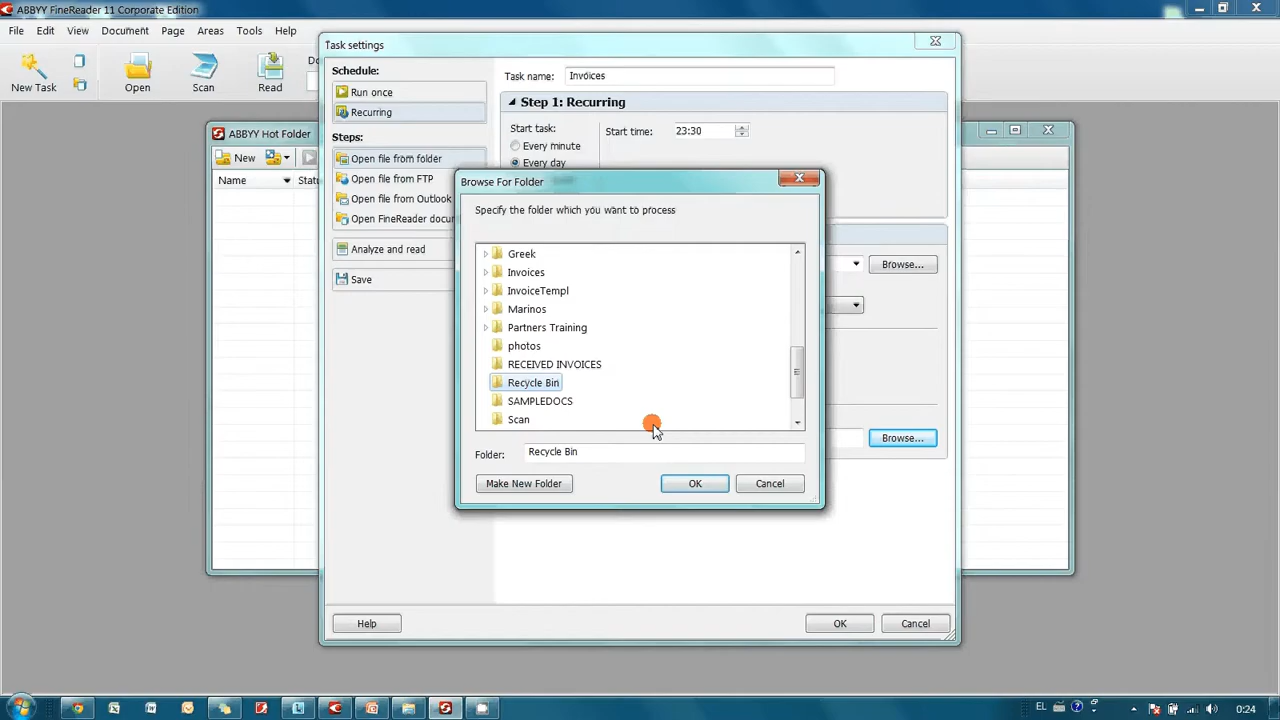 ABBYY FineReader 11 Corporate Edition
File Edit View Document Page Areas Tools Help
New Task Open Scan Read
ABBYY Hot Folder
New
Name Statu
Task settings
Schedule:
Run once
Recurring
Steps:
Open file from folder
Open file from FTP
Open file from Outlook
Open FineReader docu
Analyze and read
Save
Task name: Invoices
Step 1: Recurring
Start task:
Every minute
Every day
Start time: 23:30
Browse...
Browse...
Browse For Folder
Specify the folder which you want to process
Greek
Invoices
InvoiceTempl
Marinos
Partners Training
photos
RECEIVED INVOICES
Recycle Bin
SAMPLEDOCS
Scan
Folder: Recycle Bin
Make New Folder OK Cancel
Help OK Cancel
EL 0:24